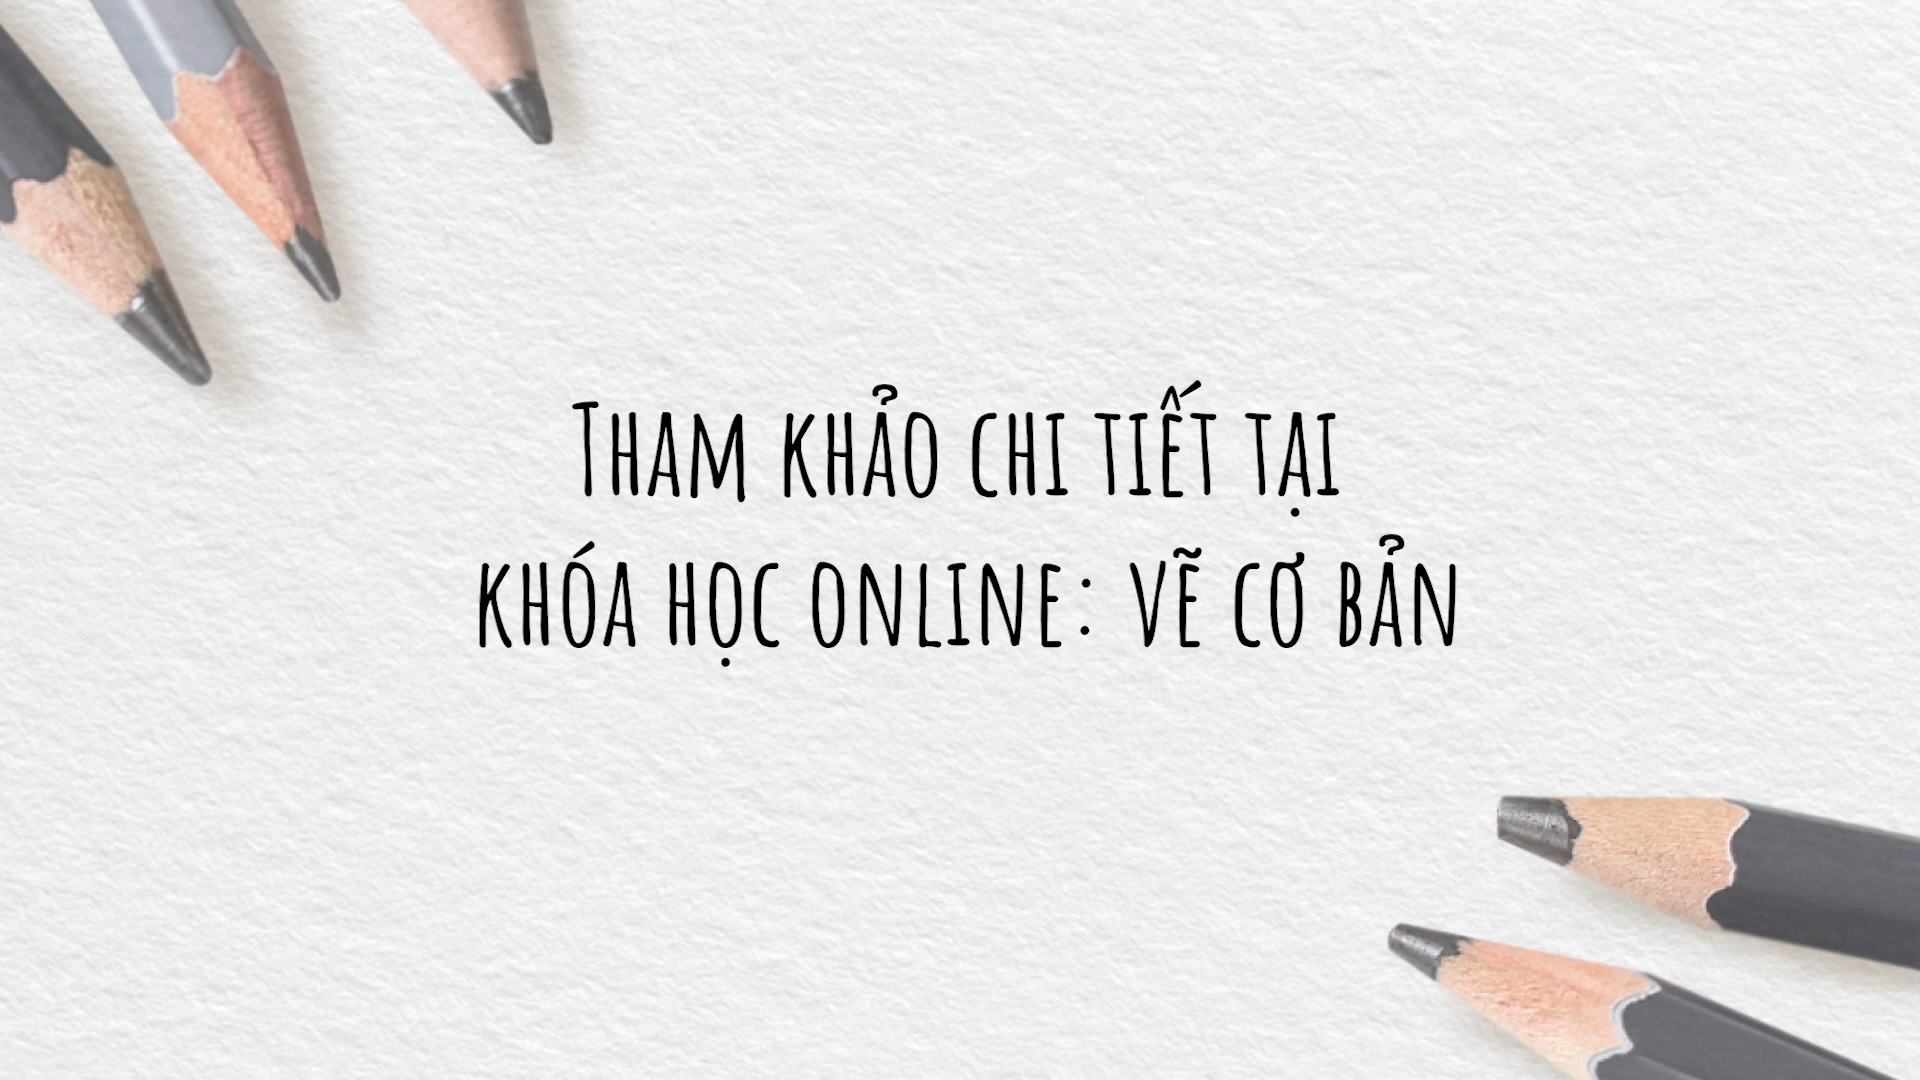 Tham khảo chi tiết tại
khóa học online: vẽ cơ bản